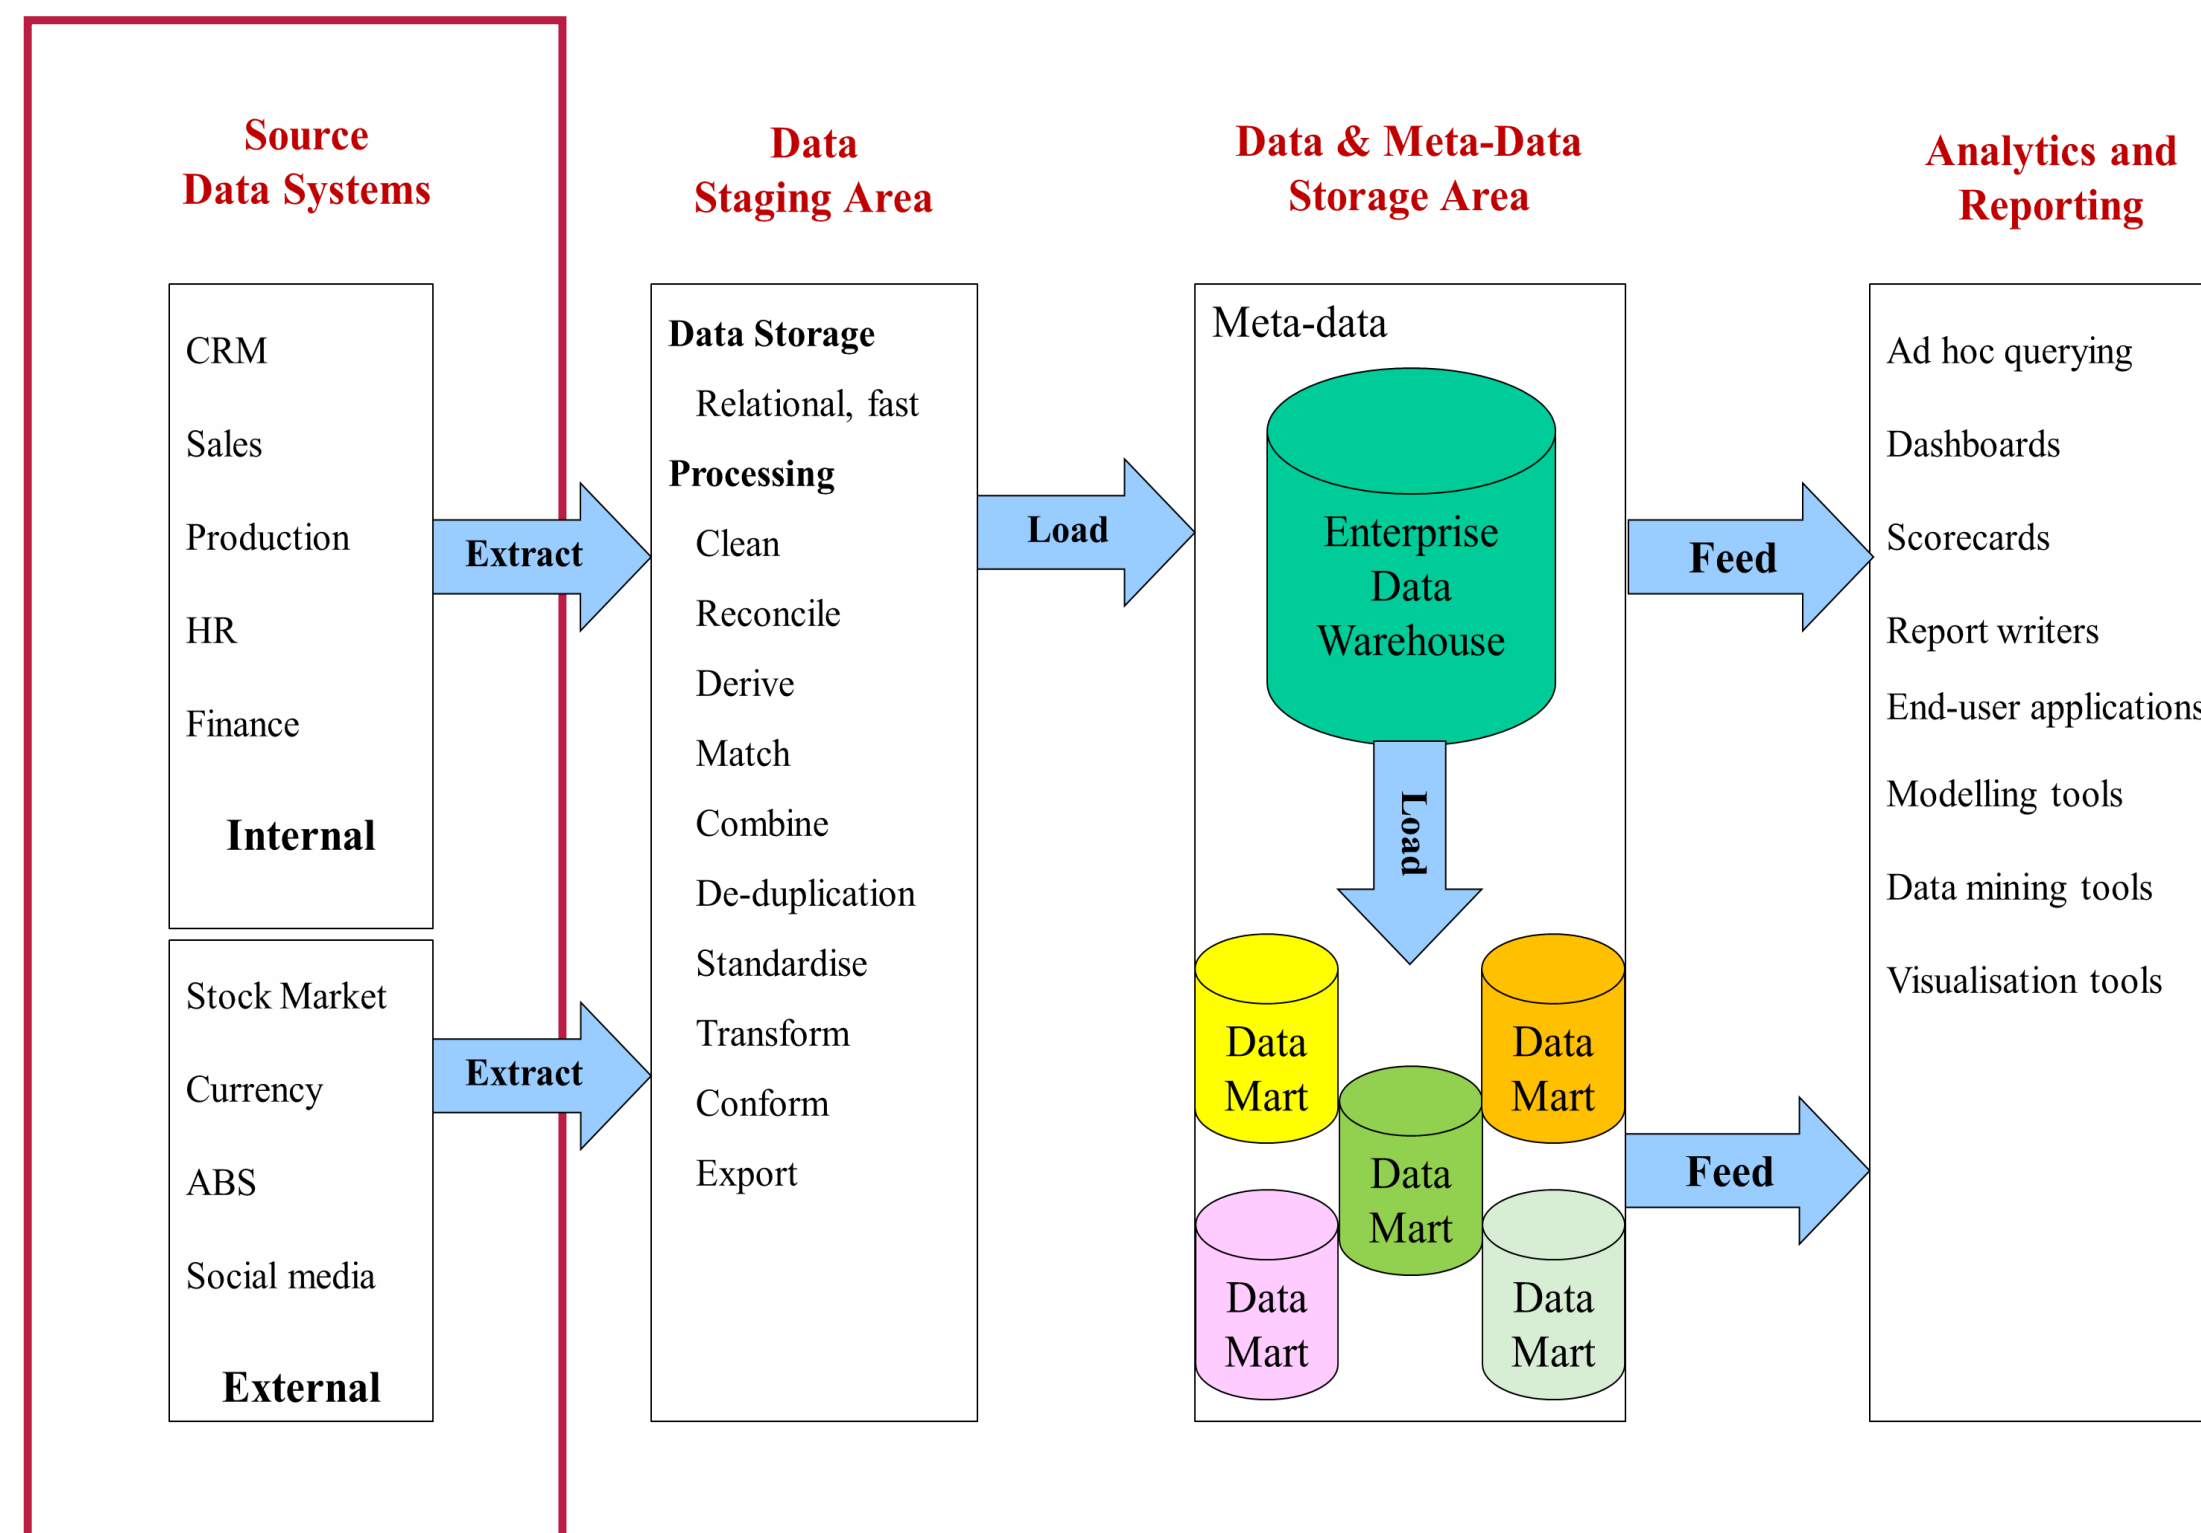 Source
Data Systems
CRM
Sales
Production
HR
Finance
Internal
Stock Market
Currency
ABS
Social media
External
Extract
Extract
Data
Staging Area
Data Storage
Relational, fast
Processing
Clean
Reconcile
Derive
Match
Combine
De-duplication
Standardise
Transform
Conform
Export
Load
Data & Meta-Data
Storage Area
Meta-data
Enterprise
Data
Warehouse
Load
Data
Mart
Data
Mart
Data
Mart
Data
Mart
Data
Mart
Feed
Feed
Analytics and
Reporting
Ad hoc querying
Dashboards
Scorecards
Report writers
End-user applications
Modelling tools
Data mining tools
Visualisation tools